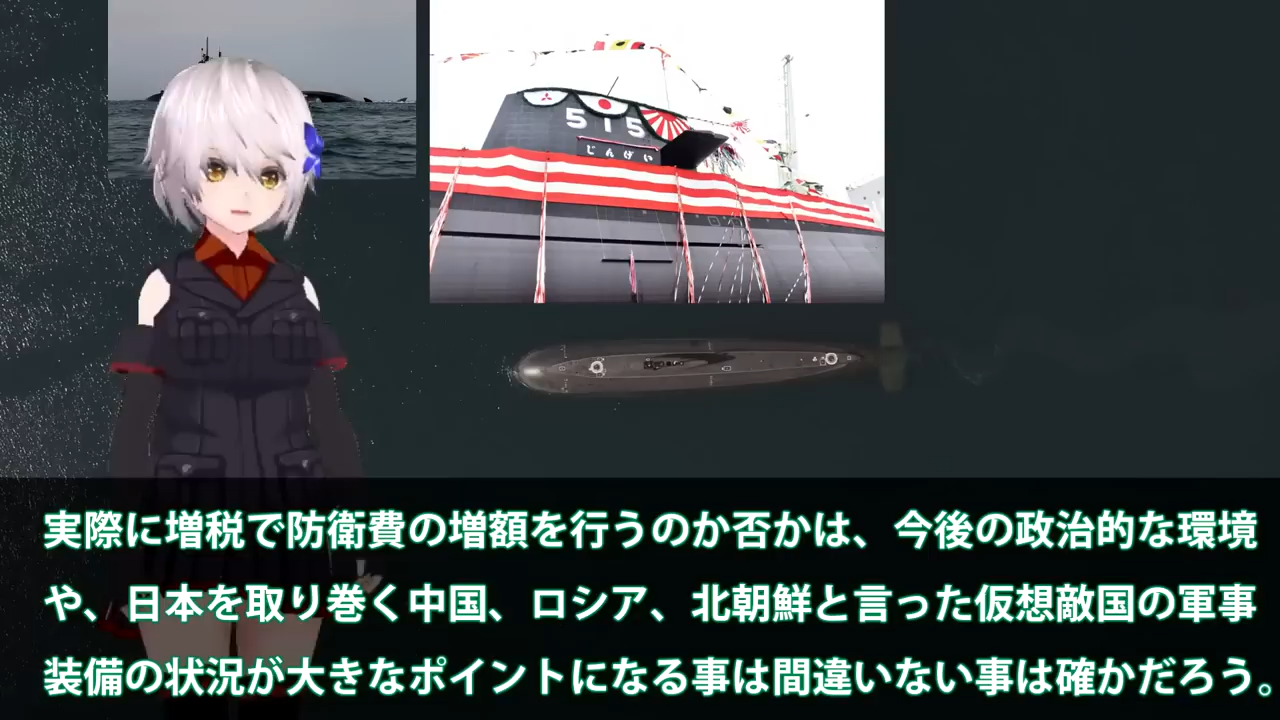 515
じんげい
実際に増税で防衛費の増額を行うのか否かは、今後の政治的な環境
や、日本を取り巻く中国、ロシア、北朝鮮と言った仮想敵国の軍事
装備の状況が大きなポイントになる事は間違いない事は確かだろう。